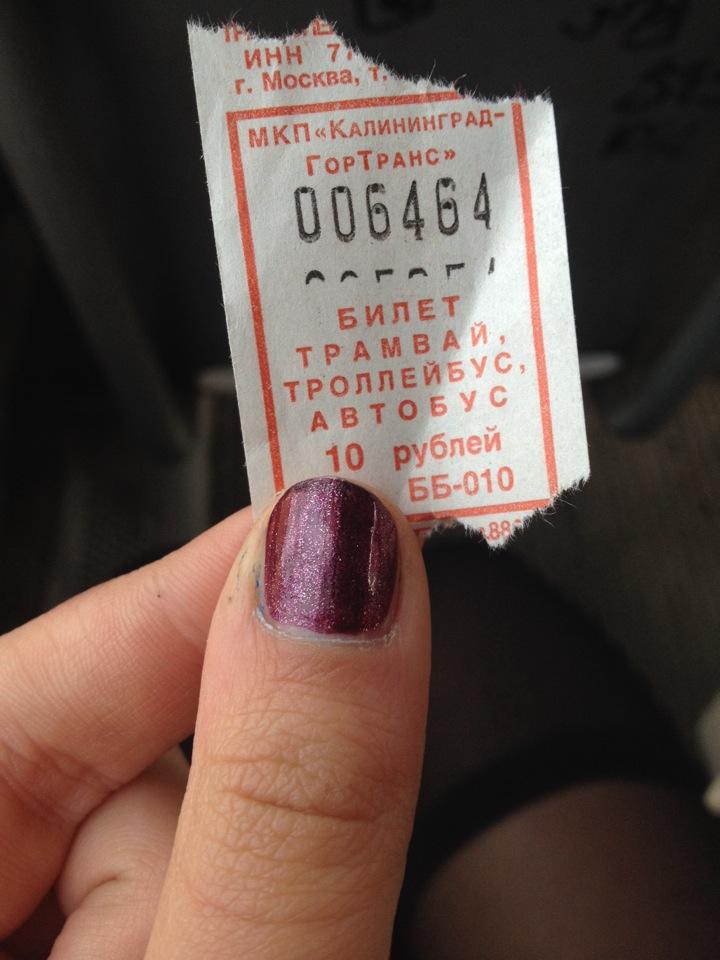 ИНН 77
г. Москва, т.
МКП«КАЛИНИНГРАД-
ГОРТРАНС»
006464
БИЛЕТ
ТРАМВАЙ,
ТРОЛЛЕЙБУС,
АВТОБУС
10 рублей
ББ-010